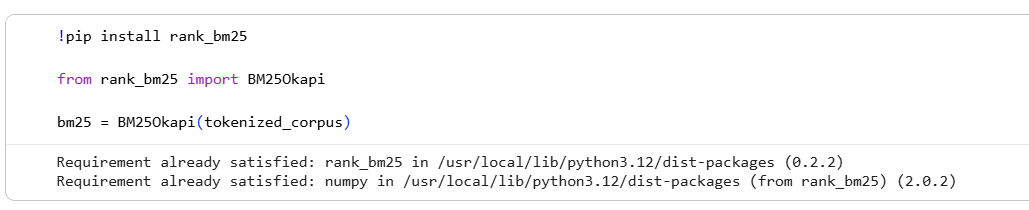 !pip install rank_bm25
from rank_bm25 import BM25Okapi
bm25 = BM25Okapi(tokenized_corpus)
Requirement already satisfied: rank_bm25 in /usr/local/lib/python3.12/dist-packages (0.2.2)
Requirement already satisfied: numpy in /usr/local/lib/python3.12/dist-packages (from rank_bm25) (2.0.2)